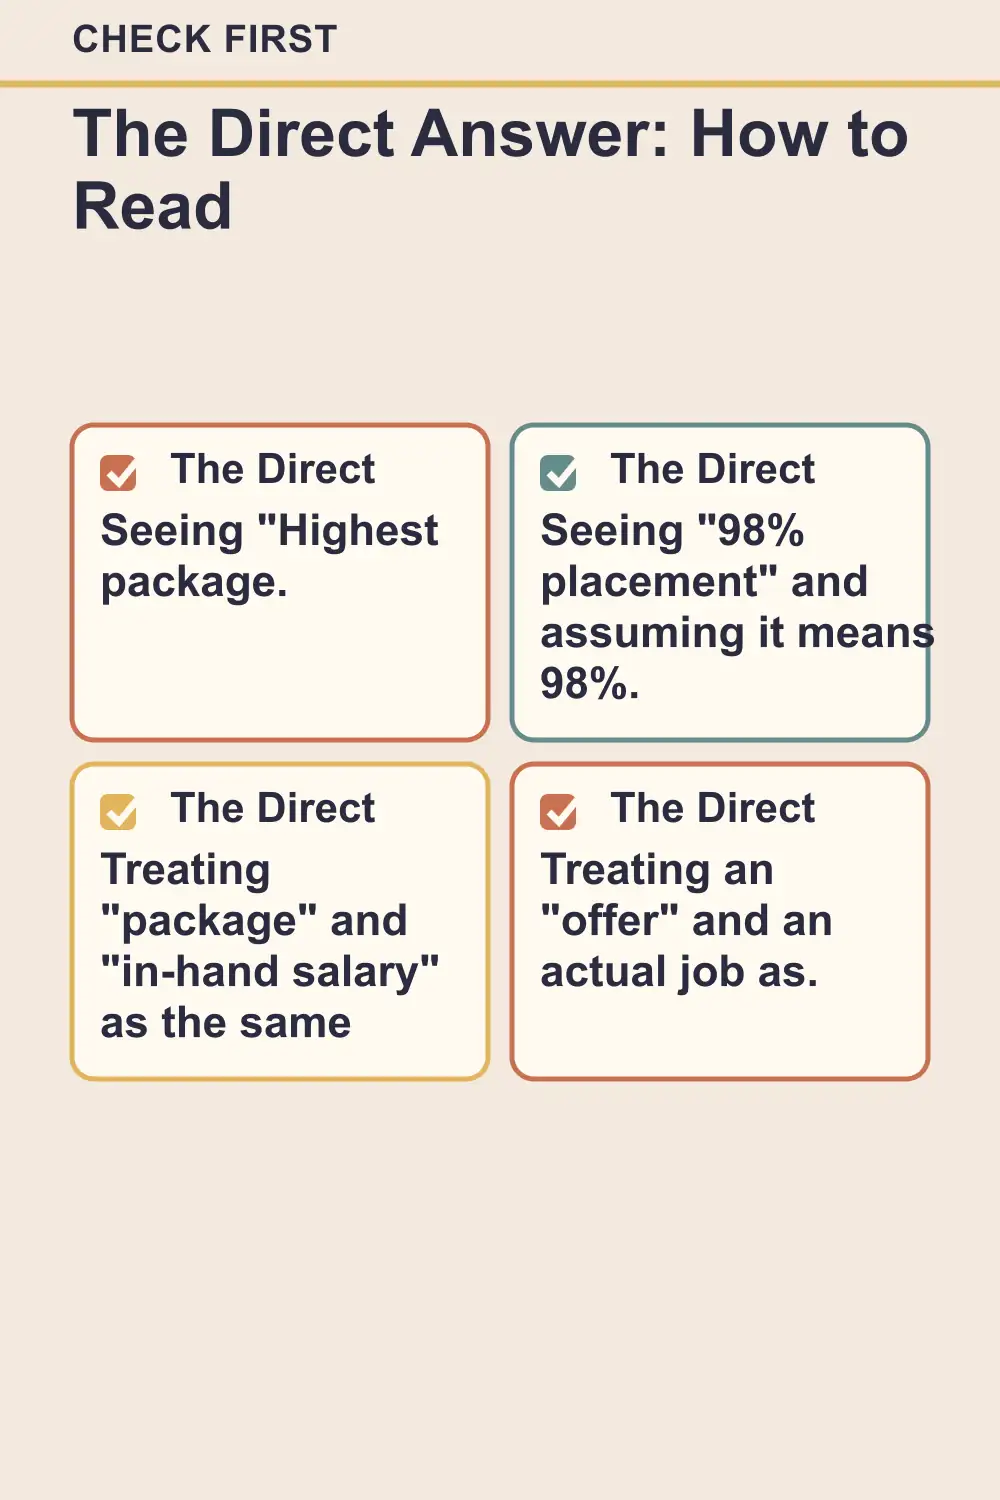 CHECK FIRST
The Direct Answer: How to
Read
The Direct
Seeing "Highest
package.
The Direct
Seeing "98%
placement" and
assuming it means
98%.
The Direct
Treating
"package" and
"in-hand salary"
as the same
The Direct
Treating an
"offer" and an
actual job as.